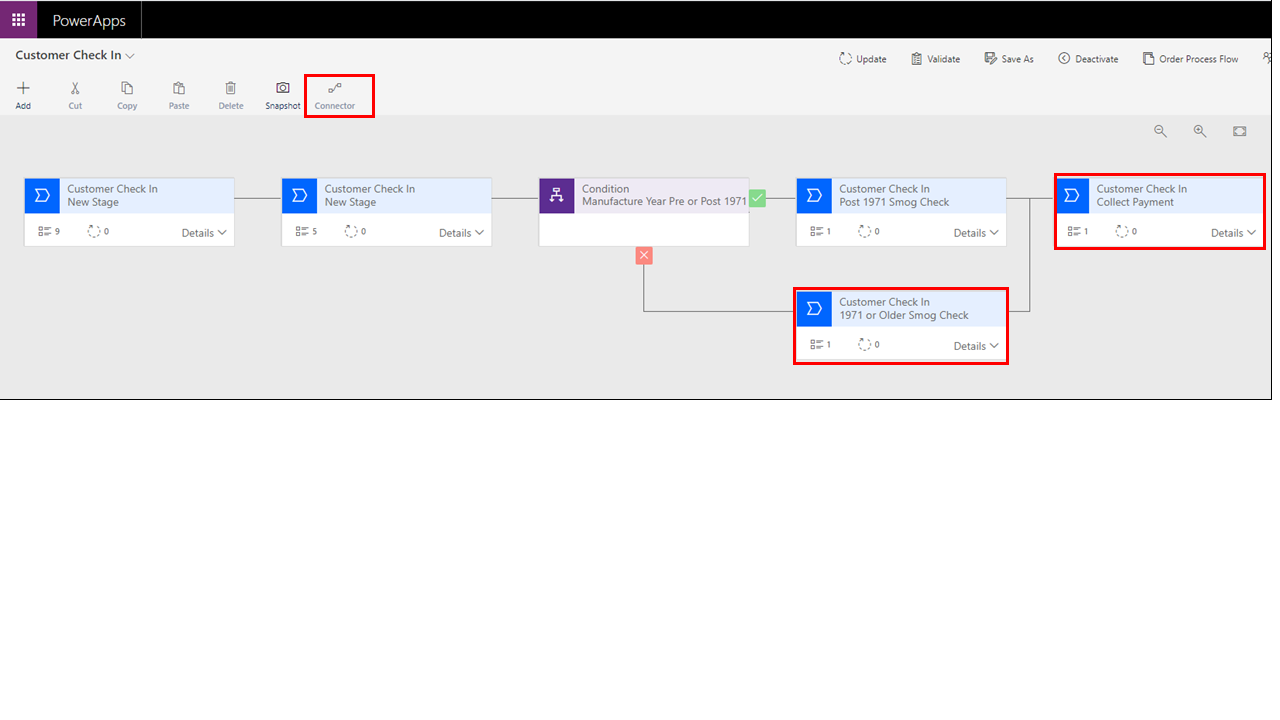 PowerApps
Customer Check In
Update
Validate
Save As
Deactivate
Order Process Flow
Add
Cut
Copy
Paste
Delete
Snapshot
Connector
Customer Check In
New Stage
9
0
Details
Customer Check In
New Stage
5
0
Details
Condition
Manufacture Year Pre or Post 1971
Customer Check In
Post 1971 Smog Check
1
0
Details
Customer Check In
Collect Payment
1
0
Details
Customer Check In
1971 or Older Smog Check
1
0
Details